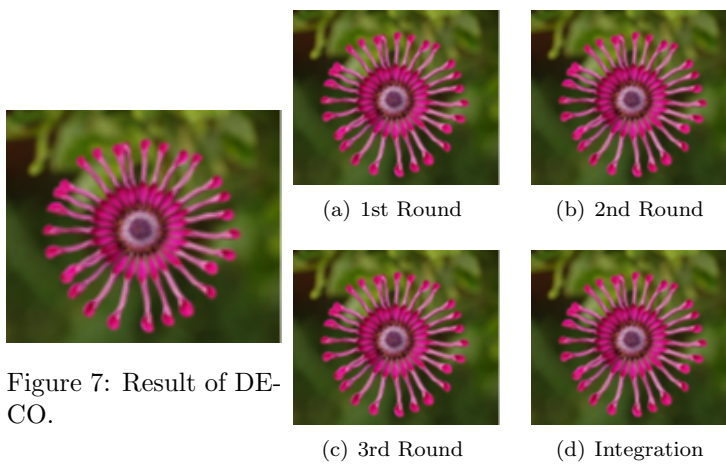 (a) 1st Round
(b) 2nd Round
Figure 7: Result of DE-
CO.
(c) 3rd Round
(d) Integration